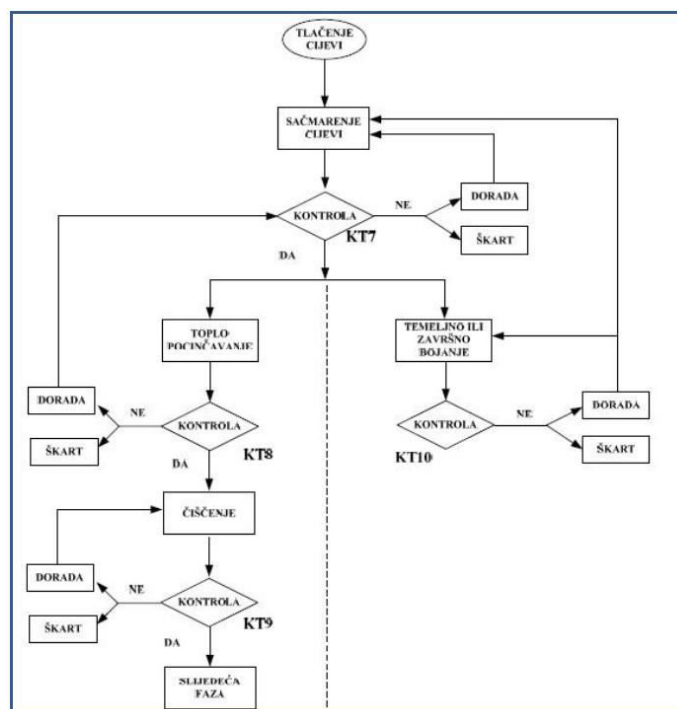 TLAČENJE
CIJEVI
SAČMARENJE
CIJEVI
KONTROLA
KT7
NE
DORADA
ŠKART
DA
TOPLO
POCINČAVANJE
TEMELJNO ILI
ZAVRŠNO
BOJANJE
DORADA
NE
KONTROLA
KT8
ŠKART
DA
KONTROLA
KT10
NE
DORADA
ŠKART
ČIŠĆENJE
DORADA
NE
KONTROLA
KT9
ŠKART
DA
SLIJEDEĆA
FAZA